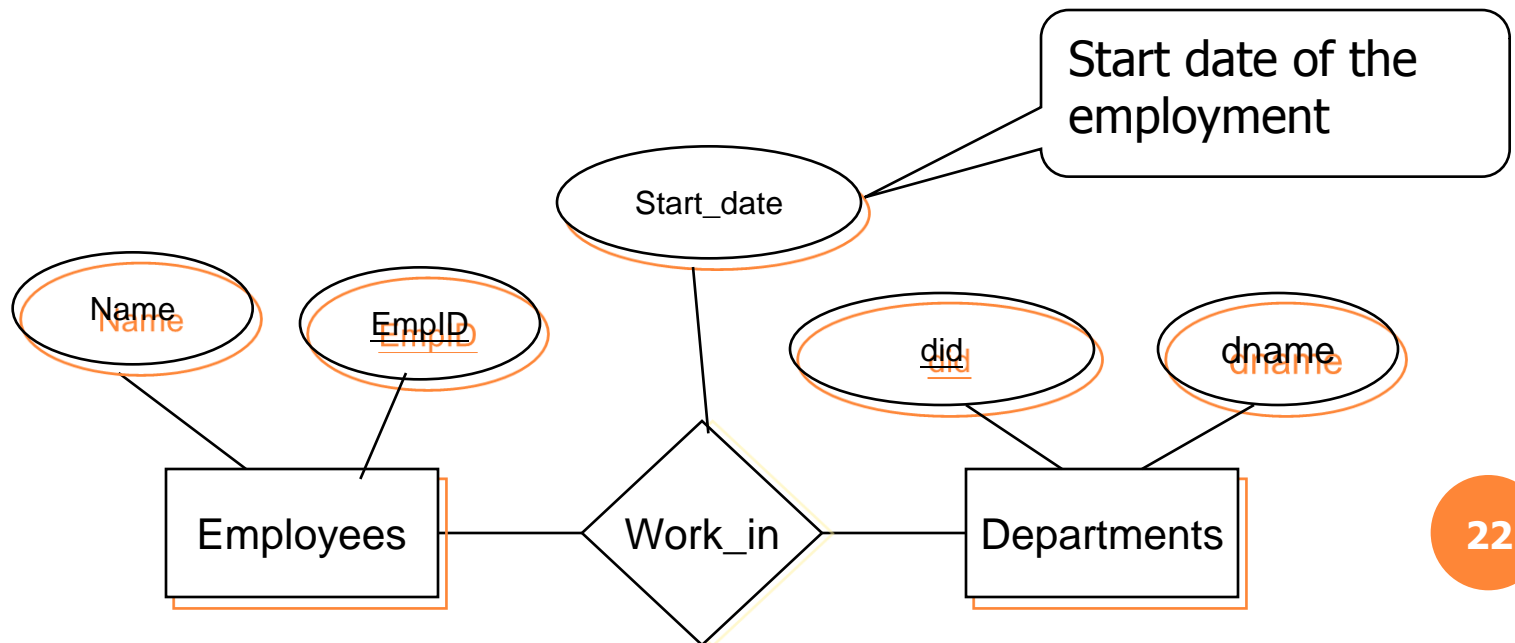 Start date of the
employment
Start_date
Name
EmpID
did
dname
Employees
Work_in
Departments
22